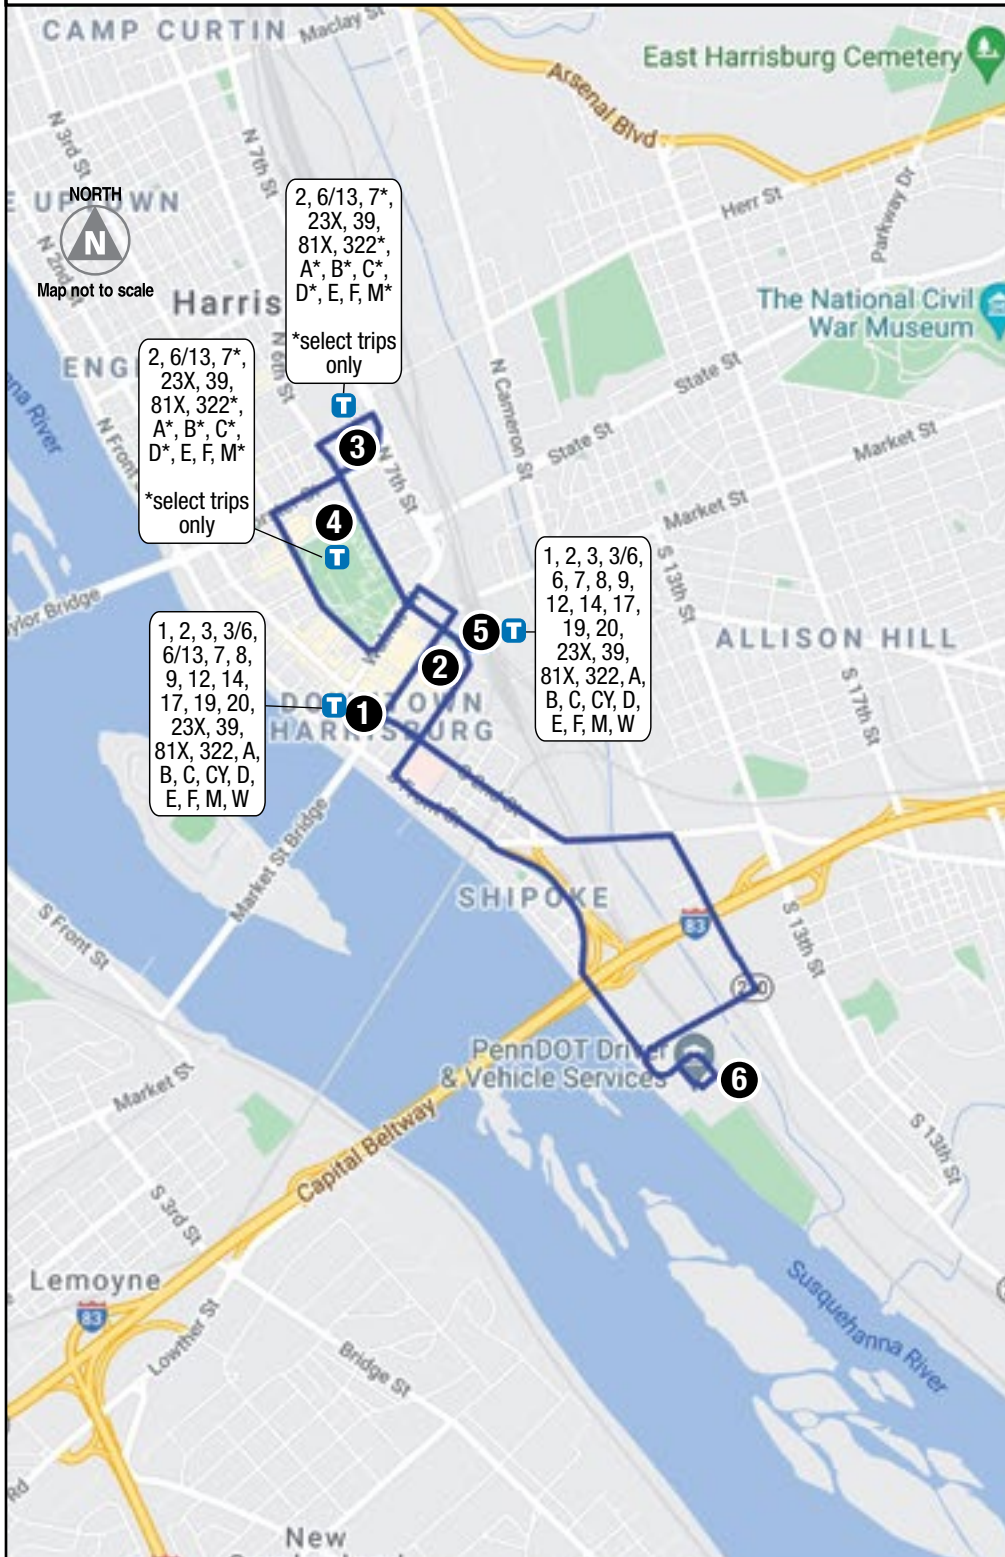 CAMP CURTIN
Maclay St
East Harrisburg Cemetery
Arsenal Blvd
N 3rd St
N 7th St
Parkway Dr
Herr St
NORTH
N
Map not to scale
UPTOWN
N 2nd St
2, 6/13, 7*,
23X, 39,
81X, 322*,
A*, B*, C*,
D*, E, F, M*
*select trips
only
The National Civil
War Museum
Harris
N 6th St
2, 6/13, 7*,
23X, 39,
81X, 322*,
A*, B*, C*,
D*, E, F, M*
*select trips
only
ENG
N Front
N Cameron St
State St
State St
Market St
Market St
T
3
N 7th St
4
T
S 13th St
1, 2, 3, 3/6,
6, 7, 8, 9,
12, 14, 17,
19, 20,
23X, 39,
81X, 322, A,
B, C, CY, D,
E, F, M, W
ylor Bridge
5
T
ALLISON HILL
1, 2, 3, 3/6,
6/13, 7, 8,
9, 12, 14,
17, 19, 20,
23X, 39,
81X, 322, A,
B, C, CY, D,
E, F, M, W
2
T
1
DOWNTOWN
HARRISBURG
S 17th St
S 2nd St
S Front St
Market St Bridge
SHIPOKE
83
S Front St
S 13th St
230
PennDOT Driver
& Vehicle Services
6
Market St
Capital Beltway
S 13th St
S 3rd St
Lemoyne
83
Lowther St
Bridge St
Susquehanna River
Rd
New